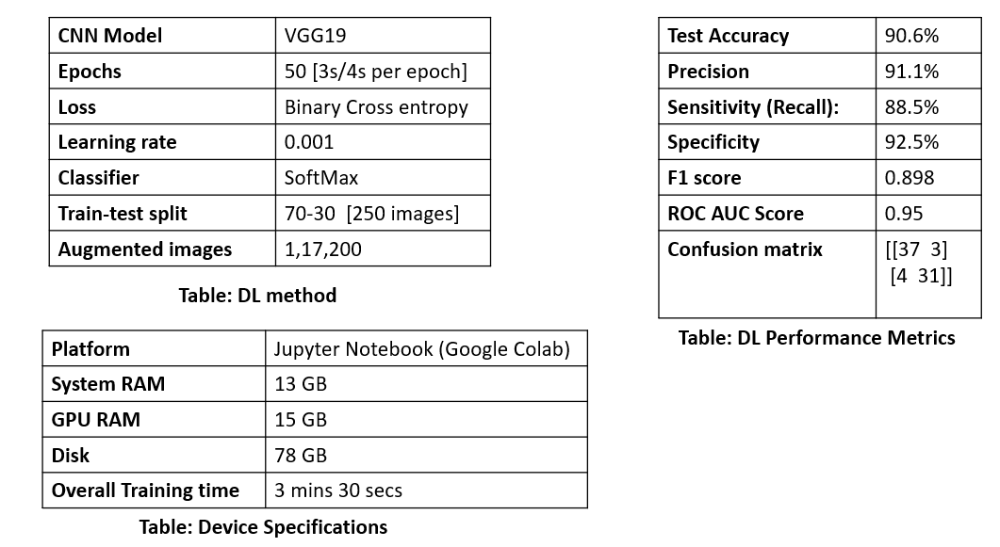 CNN Model VGG19
Epochs 50 [3s/4s per epoch]
Loss Binary Cross entropy
Learning rate 0.001
Classifier SoftMax
Train-test split 70-30 [250 images]
Augmented images 1,17,200
Table: DL method
Platform Jupyter Notebook (Google Colab)
System RAM 13 GB
GPU RAM 15 GB
Disk 78 GB
Overall Training time 3 mins 30 secs
Table: Device Specifications
Test Accuracy 90.6%
Precision 91.1%
Sensitivity (Recall): 88.5%
Specificity 92.5%
F1 score 0.898
ROC AUC Score 0.95
Confusion matrix [[37 3]
[4 31]]
Table: DL Performance Metrics